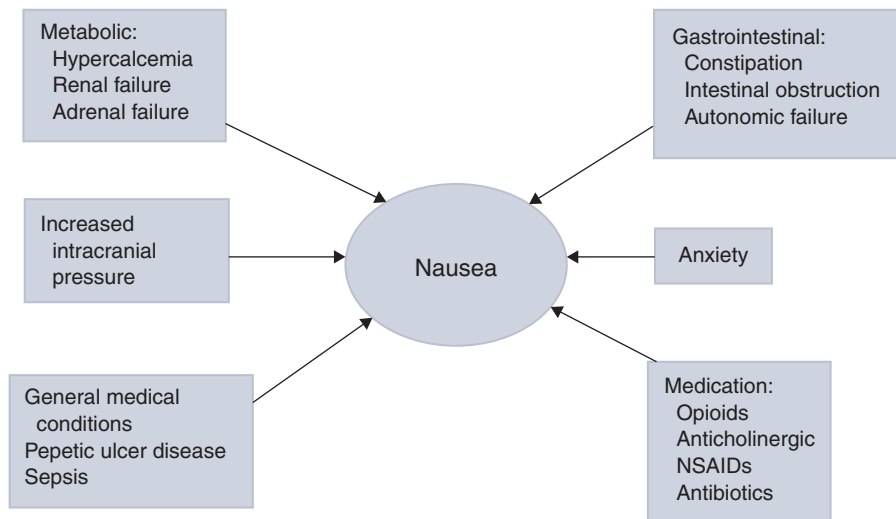 Metabolic:
Hypercalcemia
Renal failure
Adrenal failure
Gastrointestinal:
Constipation
Intestinal obstruction
Autonomic failure
Increased
intracranial
pressure
Nausea
Anxiety
General medical
conditions
Pepetic ulcer disease
Sepsis
Medication:
Opioids
Anticholinergic
NSAIDs
Antibiotics